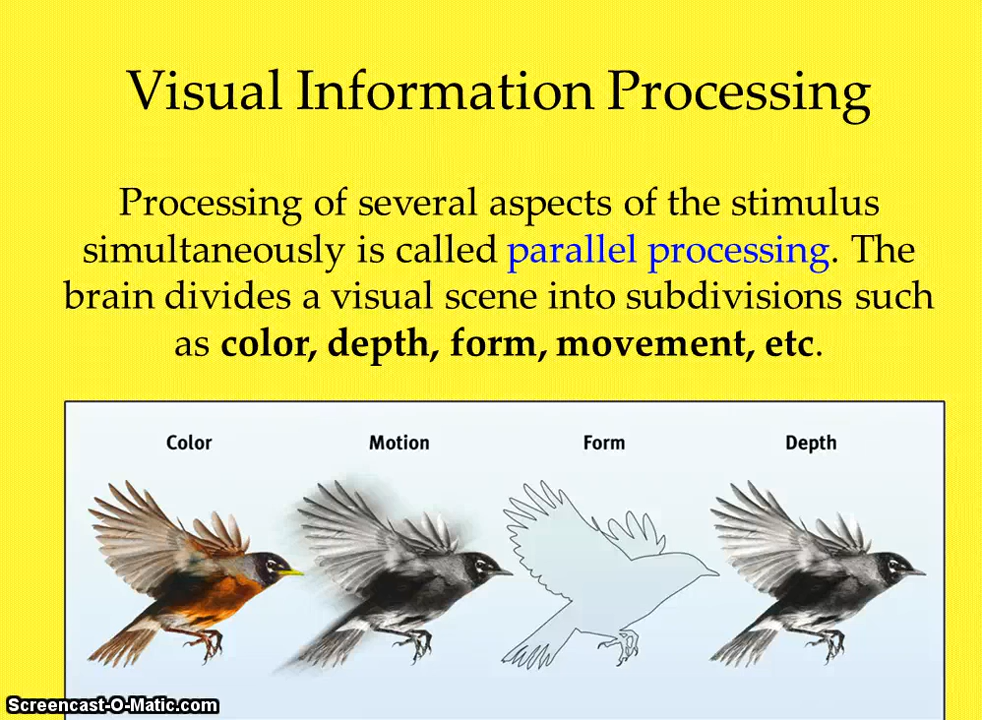 Visual Information Processing
Processing of several aspects of the stimulus
simultaneously is called parallel processing. The
brain divides a visual scene into subdivisions such
as color, depth, form, movement, etc.
Color Motion Form Depth
Screencast-O-Matic.com